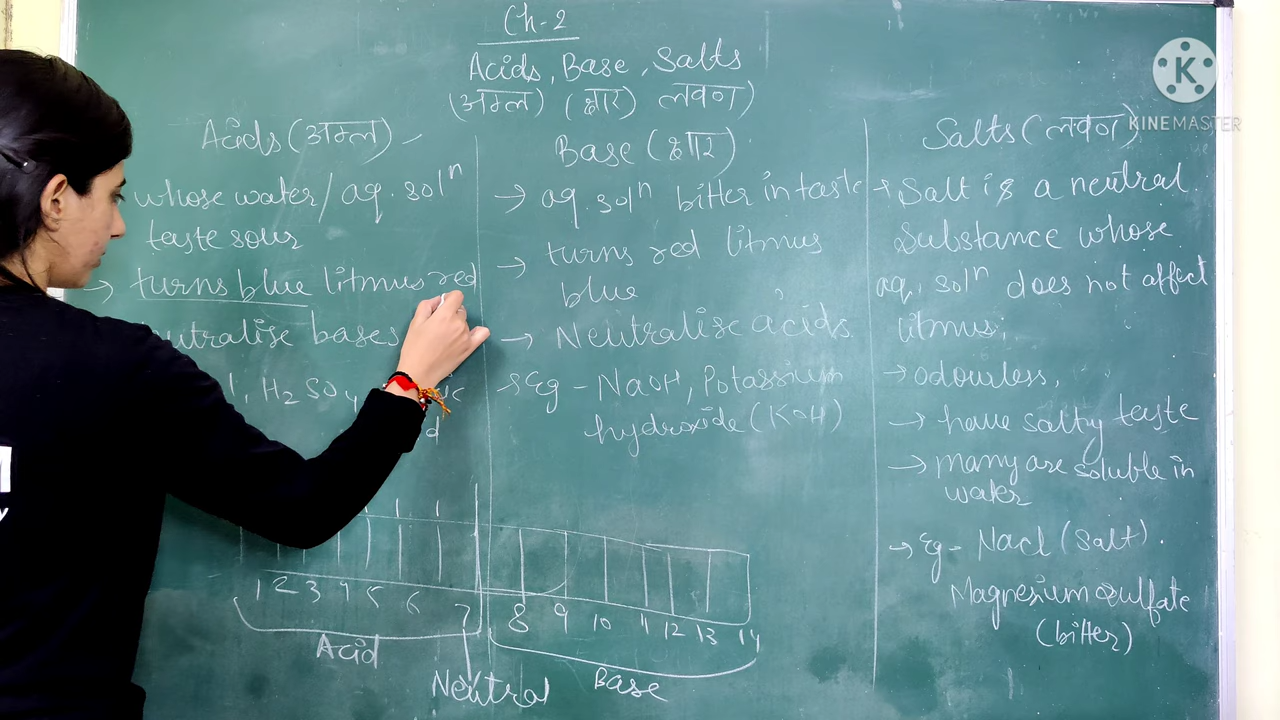 Ch-2
Acids, Base, Salts
(अम्ल) (क्षार) लवण)
Acids (अम्ल) -
whose water/aq. solⁿ
taste sour
→ turns blue litmus red
neutralise bases
H₂SO₄
Base (क्षार)
→ aq. solⁿ bitter in taste
→ turns red litmus
blue
→ Neutralise acids
→ Eg - NaOH, Potassium
hydroxide (KOH)
Salts (लवण)
→ Salt is a neutral
Substance whose
aq. solⁿ does not affect
litmus,
→ odourless,
→ have salty taste
→ many are soluble in
water
→ Eg - Nacl (salt).
Magnesium sulfate
(bitter)
1 2 3 4 5 6 7 8 9 10 11 12 13 14
Acid
Neutral
Base
KINEMASTER
K